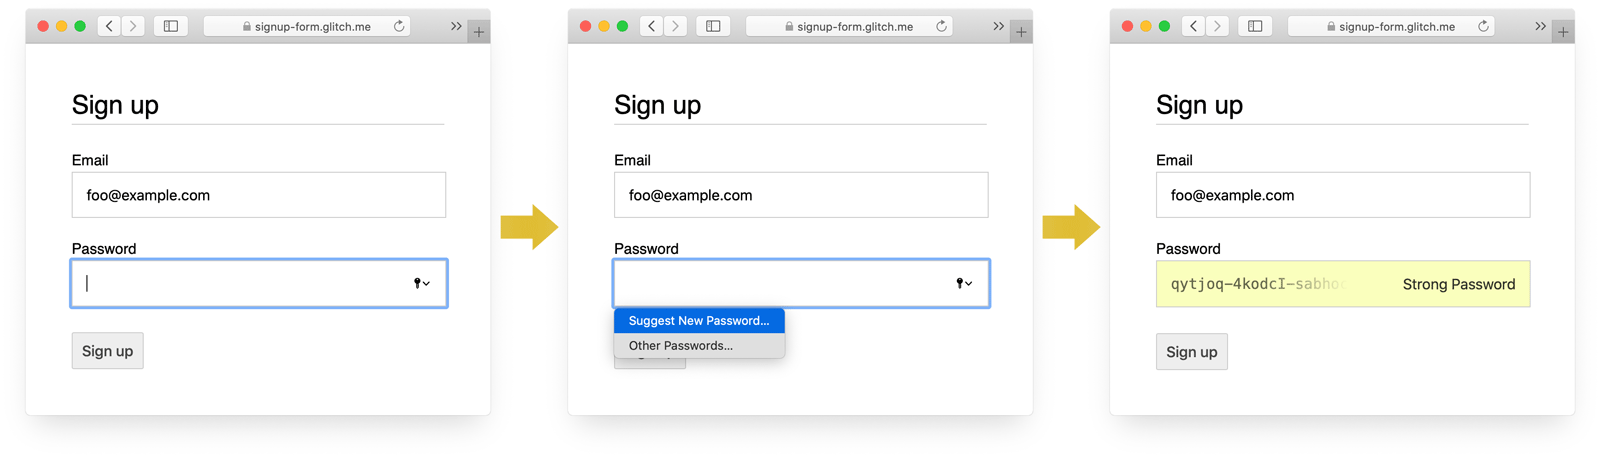 signup-form.glitch.me
Sign up
Email
foo@example.com
Password
Sign up
signup-form.glitch.me
Sign up
Email
foo@example.com
Password
Suggest New Password...
Other Passwords...
signup-form.glitch.me
Sign up
Email
foo@example.com
Password
qytjoq-4kodcI-sabho Strong Password
Sign up